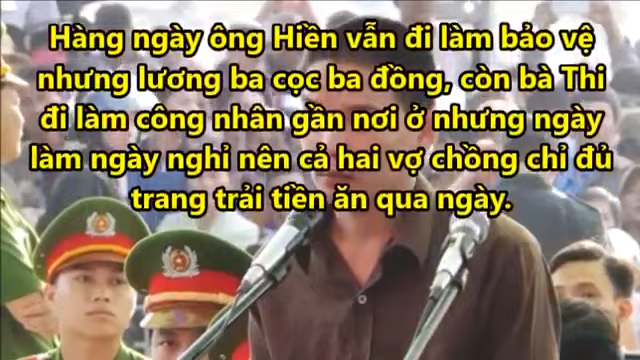 Hàng ngày ông Hiền vẫn đi làm bảo vệ
nhưng lương ba cọc ba đồng, còn bà Thi
đi làm công nhân gần nơi ở nhưng ngày
làm ngày nghỉ nên cả hai vợ chồng chỉ đủ
trang trải tiền ăn qua ngày.